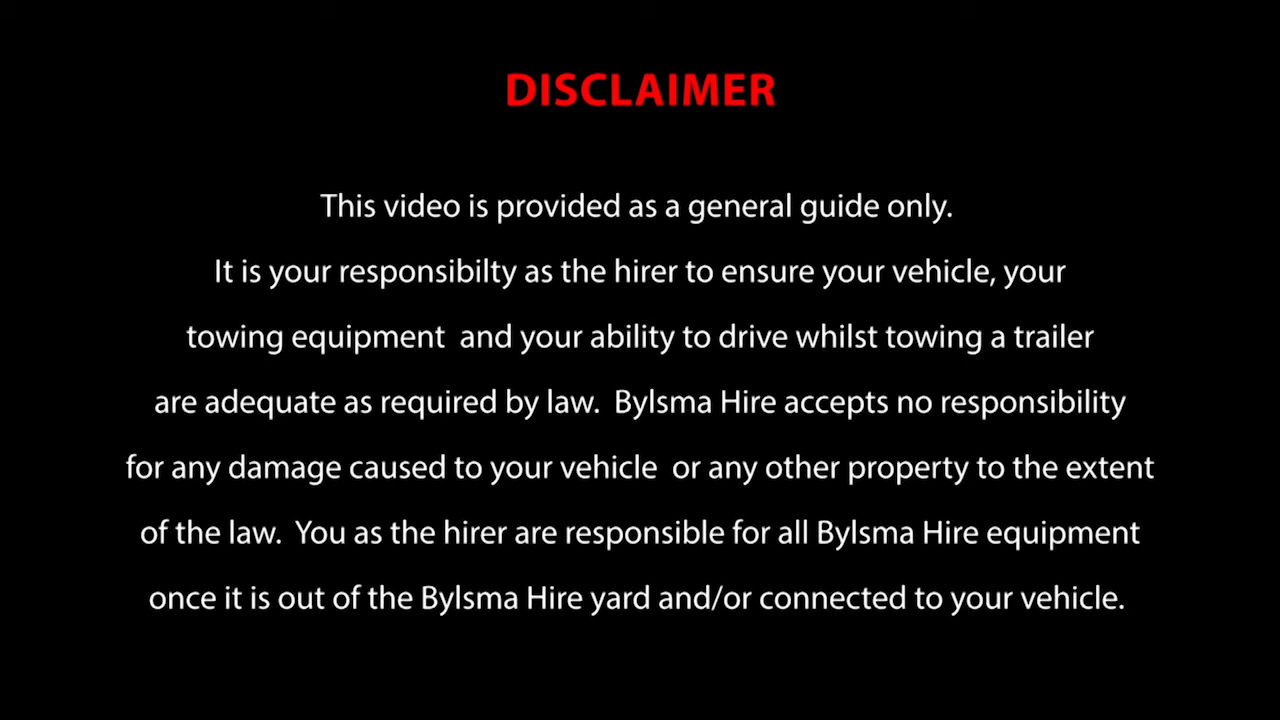 DISCLAIMER
This video is provided as a general guide only.
It is your responsibilty as the hirer to ensure your vehicle, your
towing equipment  and your ability to drive whilst towing a trailer
are adequate as required by law.  Bylsma Hire accepts no responsibility
for any damage caused to your vehicle  or any other property to the extent
of the law.  You as the hirer are responsible for all Bylsma Hire equipment
once it is out of the Bylsma Hire yard and/or connected to your vehicle.